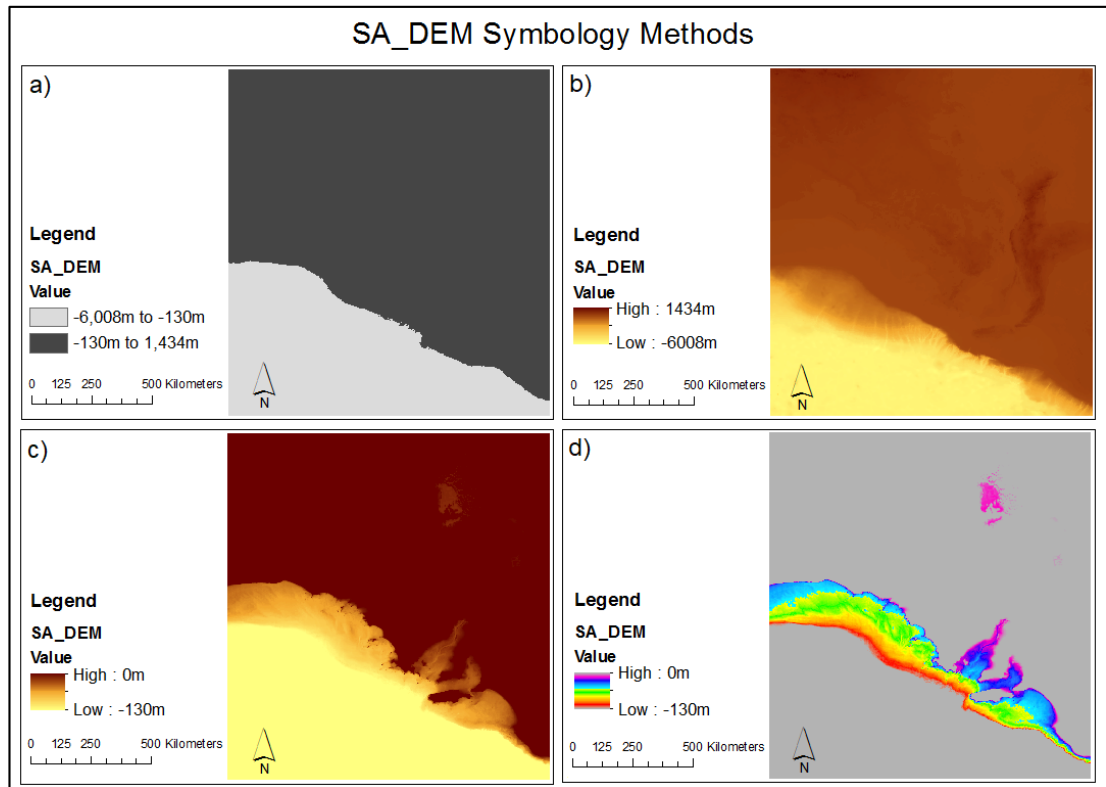 SA_DEM Symbology Methods
a)
Legend
SA_DEM
Value
-6,008m to -130m
-130m to 1,434m
0 125 250 500 Kilometers
N
b)
Legend
SA_DEM
Value
High : 1434m
Low : -6008m
0 125 250 500 Kilometers
N
c)
Legend
SA_DEM
Value
High : 0m
Low : -130m
0 125 250 500 Kilometers
N
d)
Legend
SA_DEM
Value
High : 0m
Low : -130m
0 125 250 500 Kilometers
N